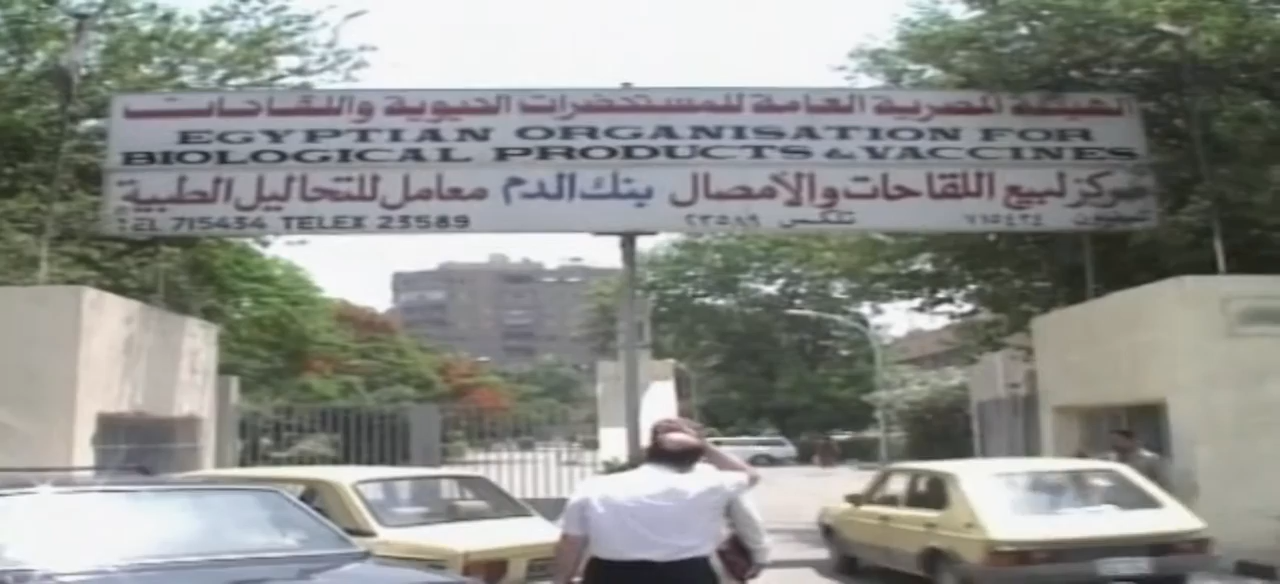 الهيئة المصرية العامة للمستحضرات الحيوية واللقاحات
EGYPTIAN ORGANISATION FOR
BIOLOGICAL PRODUCTS & VACCINES
مركز لبيع اللقاحات والأمصال بنك الدم معامل للتحاليل الطبية
تليفون ٧١٥٤٣٤ تلكس ٢٣٥٨٩ TEL 715434 TELEX 23589